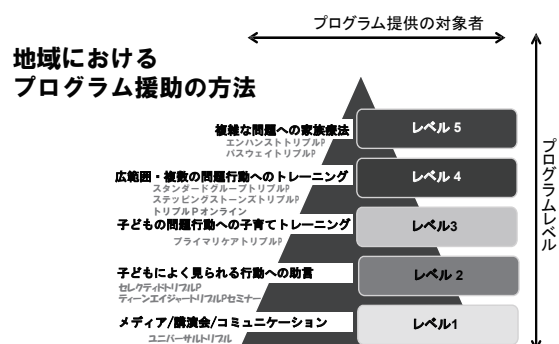 プログラム提供の対象者
地域における
プログラム援助の方法
複雑な問題への家族療法
エンハンストトリプルP
パスウェイトリプルP
レベル 5
広範囲・複数の問題行動へのトレーニング
スタンダードグループトリプルP
ステッピングストーンズトリプルP
トリプルPオンライン
レベル 4
子どもの問題行動への子育てトレーニング
プライマリケアトリプルP
レベル3
子どもによく見られる行動への助言
セレクティドトリプルP
ティーンエイジャートリプルPセミナー
レベル 2
メディア/講演会/コミュニケーション
ユニバーサルトリプル
レベル1
プログラムレベル